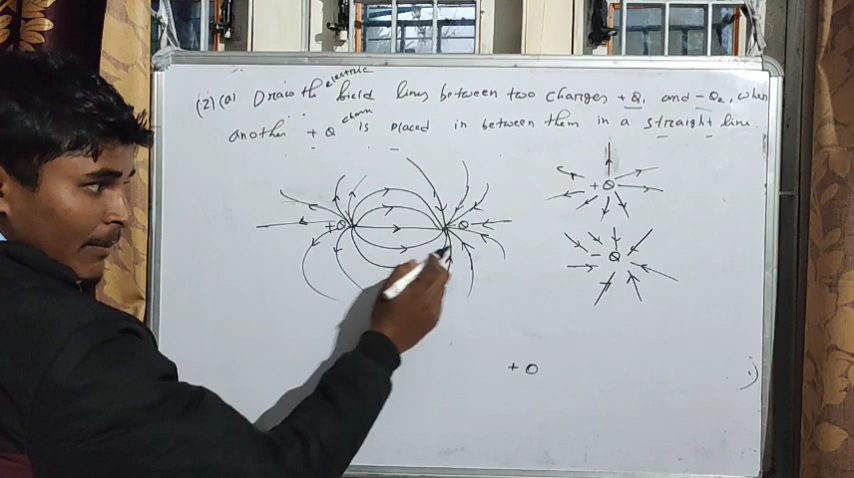 (2)(a) Draw the electric field lines between two charges +Q, and -Q2, when
another +Q charge is placed in between them in a straight line.
+Q -Q
+Q
-Q
+Q i)